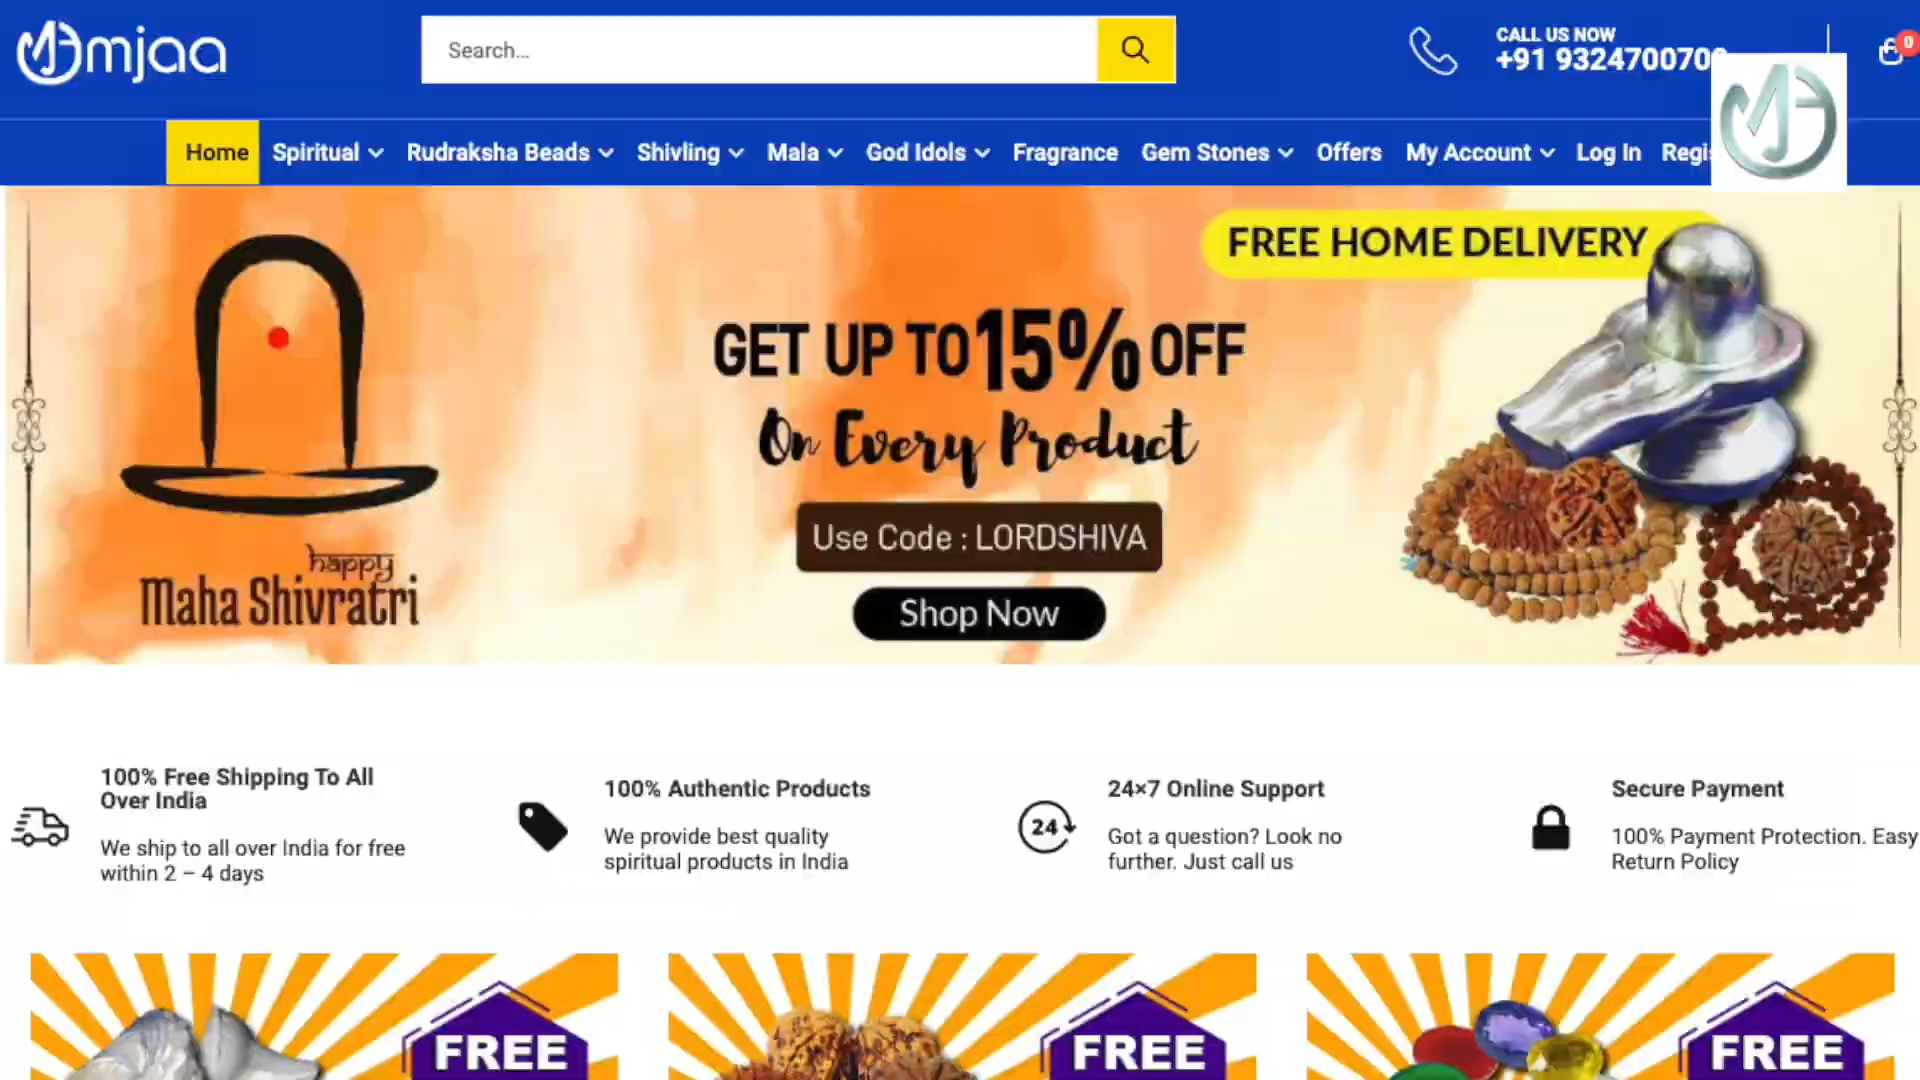 Omjaa
Search...
CALL US NOW
+91 932470070
0
Home Spiritual Rudraksha Beads Shivling Mala God Idols Fragrance Gem Stones Offers My Account Log In Regi
FREE HOME DELIVERY
GET UP TO 15% OFF
On Every Product
Use Code : LORDSHIVA
Shop Now
happy
Maha Shivratri
100% Free Shipping To All
Over India
We ship to all over India for free
within 2 – 4 days
100% Authentic Products
We provide best quality
spiritual products in India
24
24×7 Online Support
Got a question? Look no
further. Just call us
Secure Payment
100% Payment Protection. Easy
Return Policy
FREE
FREE
FREE